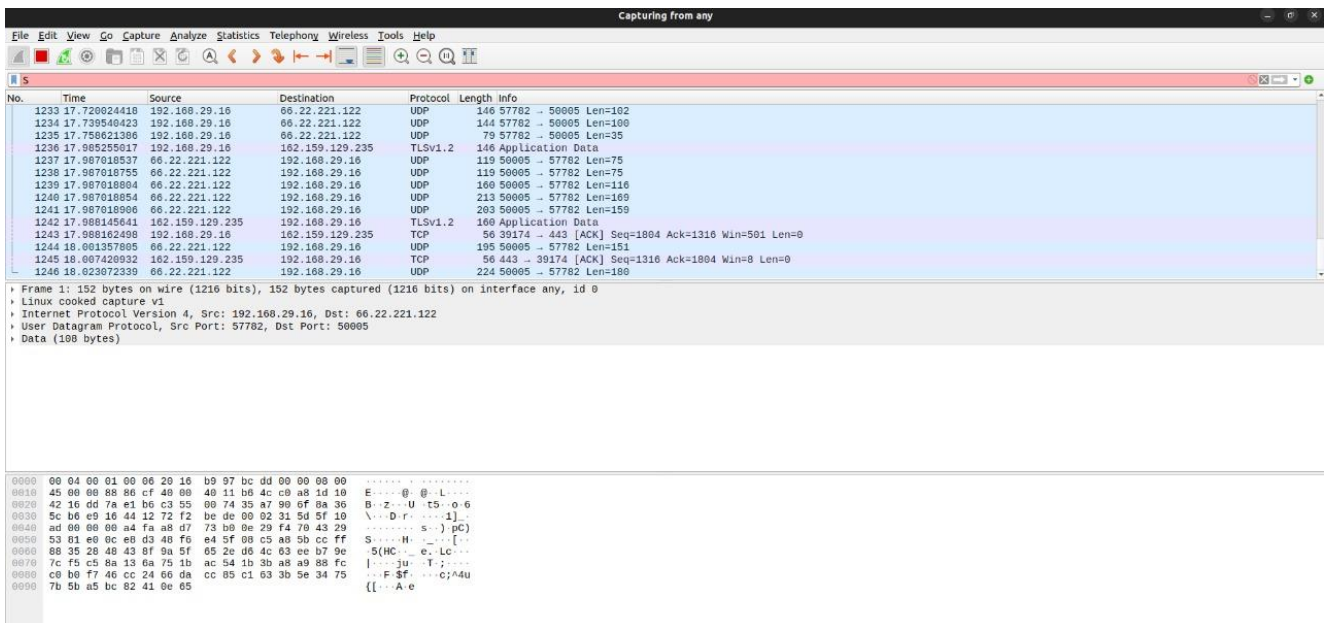 Capturing from any
File Edit View Go Capture Analyze Statistics Telephony Wireless Tools Help
S
No. Time Source Destination Protocol Length Info
1233 17.720024418 192.168.29.16 66.22.221.122 UDP 146 57782 → 50005 Len=102
1234 17.739540423 192.168.29.16 66.22.221.122 UDP 144 57782 → 50005 Len=100
1235 17.758621386 192.168.29.16 66.22.221.122 UDP 79 57782 → 50005 Len=35
1236 17.985255017 192.168.29.16 162.159.129.235 TLSv1.2 146 Application Data
1237 17.987018537 66.22.221.122 192.168.29.16 UDP 119 50005 → 57782 Len=75
1238 17.987018755 66.22.221.122 192.168.29.16 UDP 119 50005 → 57782 Len=75
1239 17.987018804 66.22.221.122 192.168.29.16 UDP 160 50005 → 57782 Len=116
1240 17.987018854 66.22.221.122 192.168.29.16 UDP 213 50005 → 57782 Len=169
1241 17.987018906 66.22.221.122 192.168.29.16 UDP 203 50005 → 57782 Len=159
1242 17.988145641 162.159.129.235 192.168.29.16 TLSv1.2 160 Application Data
1243 17.988162498 192.168.29.16 162.159.129.235 TCP 56 39174 → 443 [ACK] Seq=1804 Ack=1316 Win=501 Len=0
1244 18.001357805 66.22.221.122 192.168.29.16 UDP 195 50005 → 57782 Len=151
1245 18.007420932 162.159.129.235 192.168.29.16 TCP 56 443 → 39174 [ACK] Seq=1316 Ack=1804 Win=8 Len=0
1246 18.023072339 66.22.221.122 192.168.29.16 UDP 224 50005 → 57782 Len=180
Frame 1: 152 bytes on wire (1216 bits), 152 bytes captured (1216 bits) on interface any, id 0
Linux cooked capture v1
Internet Protocol Version 4, Src: 192.168.29.16, Dst: 66.22.221.122
User Datagram Protocol, Src Port: 57782, Dst Port: 50005
Data (108 bytes)
0000 00 04 00 01 00 06 20 16 b9 97 bc dd 00 00 08 00 ······ · ········
0010 45 00 00 88 86 cf 40 00 40 11 b6 4c c0 a8 1d 10 E·····@· @··L····
0020 42 16 dd 7a e1 b6 c3 55 00 74 35 a7 90 6f 8a 36 B··z···U ·t5··o·6
0030 5c b6 e9 16 44 12 72 f2 be de 00 02 31 5d 5f 10 \···D·r· ····1]_·
0040 ad 00 00 00 a4 fa a8 d7 73 b0 0e 29 f4 70 43 29 ········ s··)·pC)
0050 53 81 e0 0c e8 d3 48 f6 e4 5f 08 c5 a8 5b cc ff S·····H· ·_···[··
0060 88 35 28 48 43 8f 9a 5f 65 2e d6 4c 63 ee b7 9e ·5(HC··_ e.·Lc···
0070 7c f5 c5 8a 13 6a 75 1b ac 54 1b 3b a8 a9 88 fc |····ju· ·T·;····
0080 c0 b0 f7 46 cc 24 66 da cc 85 c1 63 3b 5e 34 75 ···F·$f· ···c;^4u
0090 7b 5b a5 bc 82 41 0e 65 {[···A·e